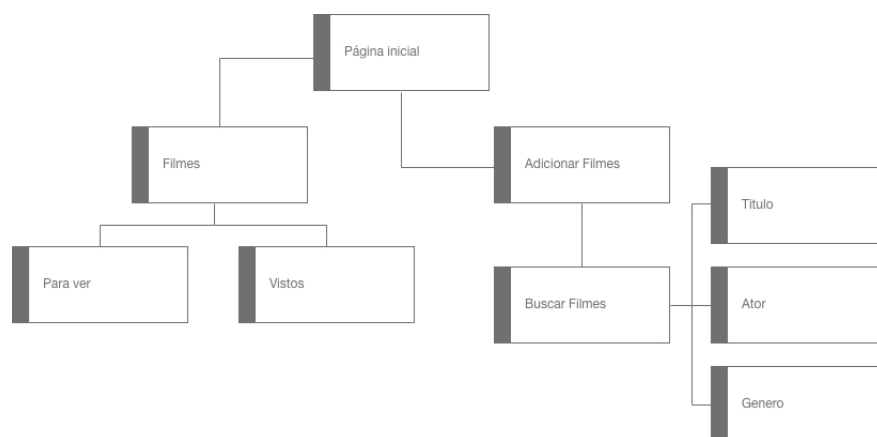 Página inicial
Filmes
Adicionar Filmes
Titulo
Para ver
Vistos
Buscar Filmes
Ator
Genero